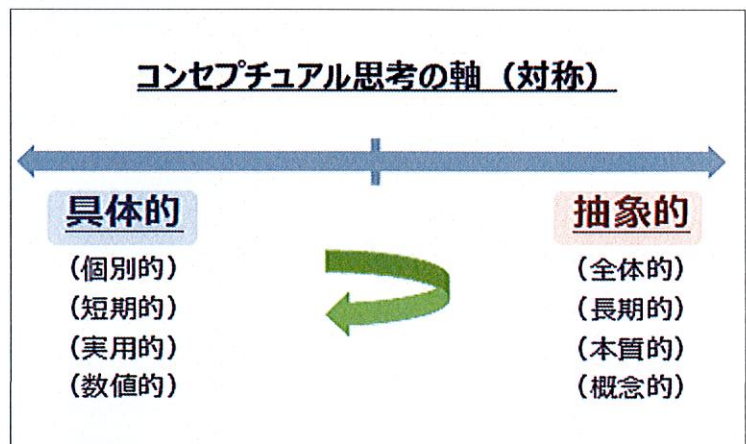 コンセプチュアル思考の軸（対称）
具体的
（個別的）
（短期的）
（実用的）
（数値的）
抽象的
（全体的）
（長期的）
（本質的）
（概念的）